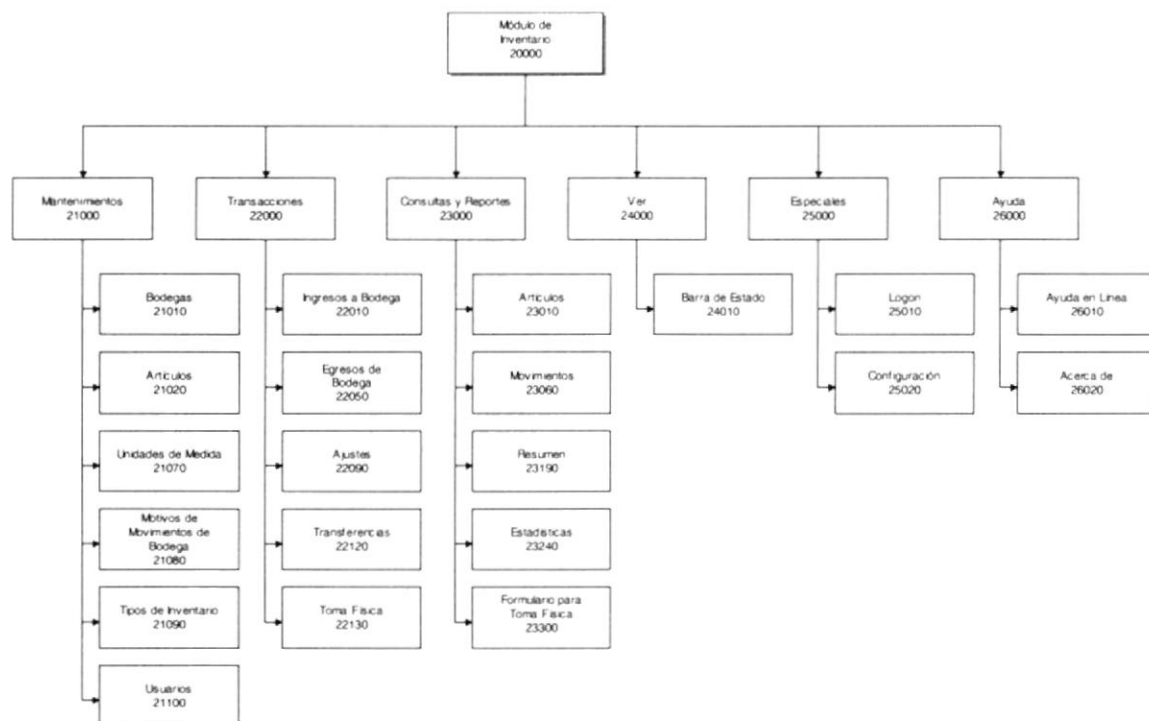 Módulo de
Inventario
20000
Mantenimientos
21000
Transacciones
22000
Consultas y Reportes
23000
Ver
24000
Especiales
25000
Ayuda
26000
Bodegas
21010
Ingresos a Bodega
22010
Artículos
23010
Barra de Estado
24010
Logon
25010
Ayuda en Línea
26010
Artículos
21020
Egresos de
Bodega
22050
Movimientos
23060
Configuración
25020
Acerca de
26020
Unidades de Medida
21070
Ajustes
22090
Resumen
23190
Motivos de
Movimientos de
Bodega
21080
Transferencias
22120
Estadísticas
23240
Tipos de Inventario
21090
Toma Física
22130
Formulario para
Toma Física
23300
Usuarios
21100